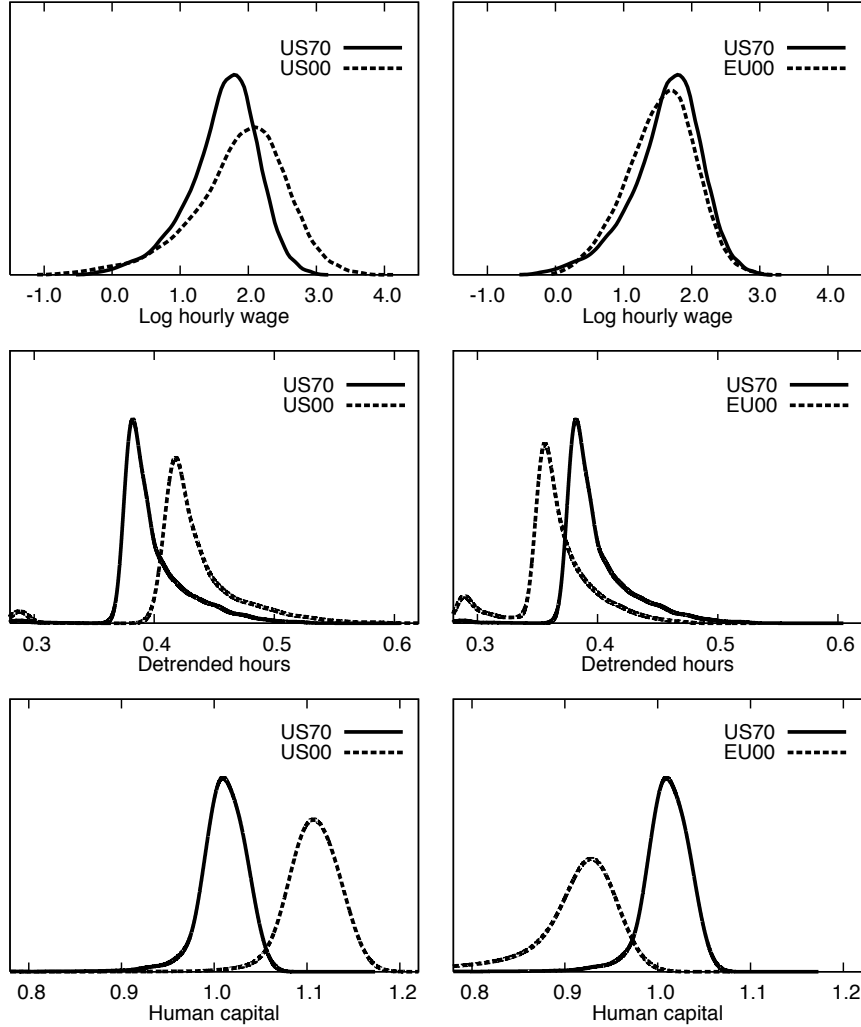 US70
US00
-1.0 0.0 1.0 2.0 3.0 4.0
Log hourly wage
US70
EU00
-1.0 0.0 1.0 2.0 3.0 4.0
Log hourly wage
US70
US00
0.3 0.4 0.5 0.6
Detrended hours
US70
EU00
0.3 0.4 0.5 0.6
Detrended hours
US70
US00
0.8 0.9 1.0 1.1 1.2
Human capital
US70
EU00
0.8 0.9 1.0 1.1 1.2
Human capital